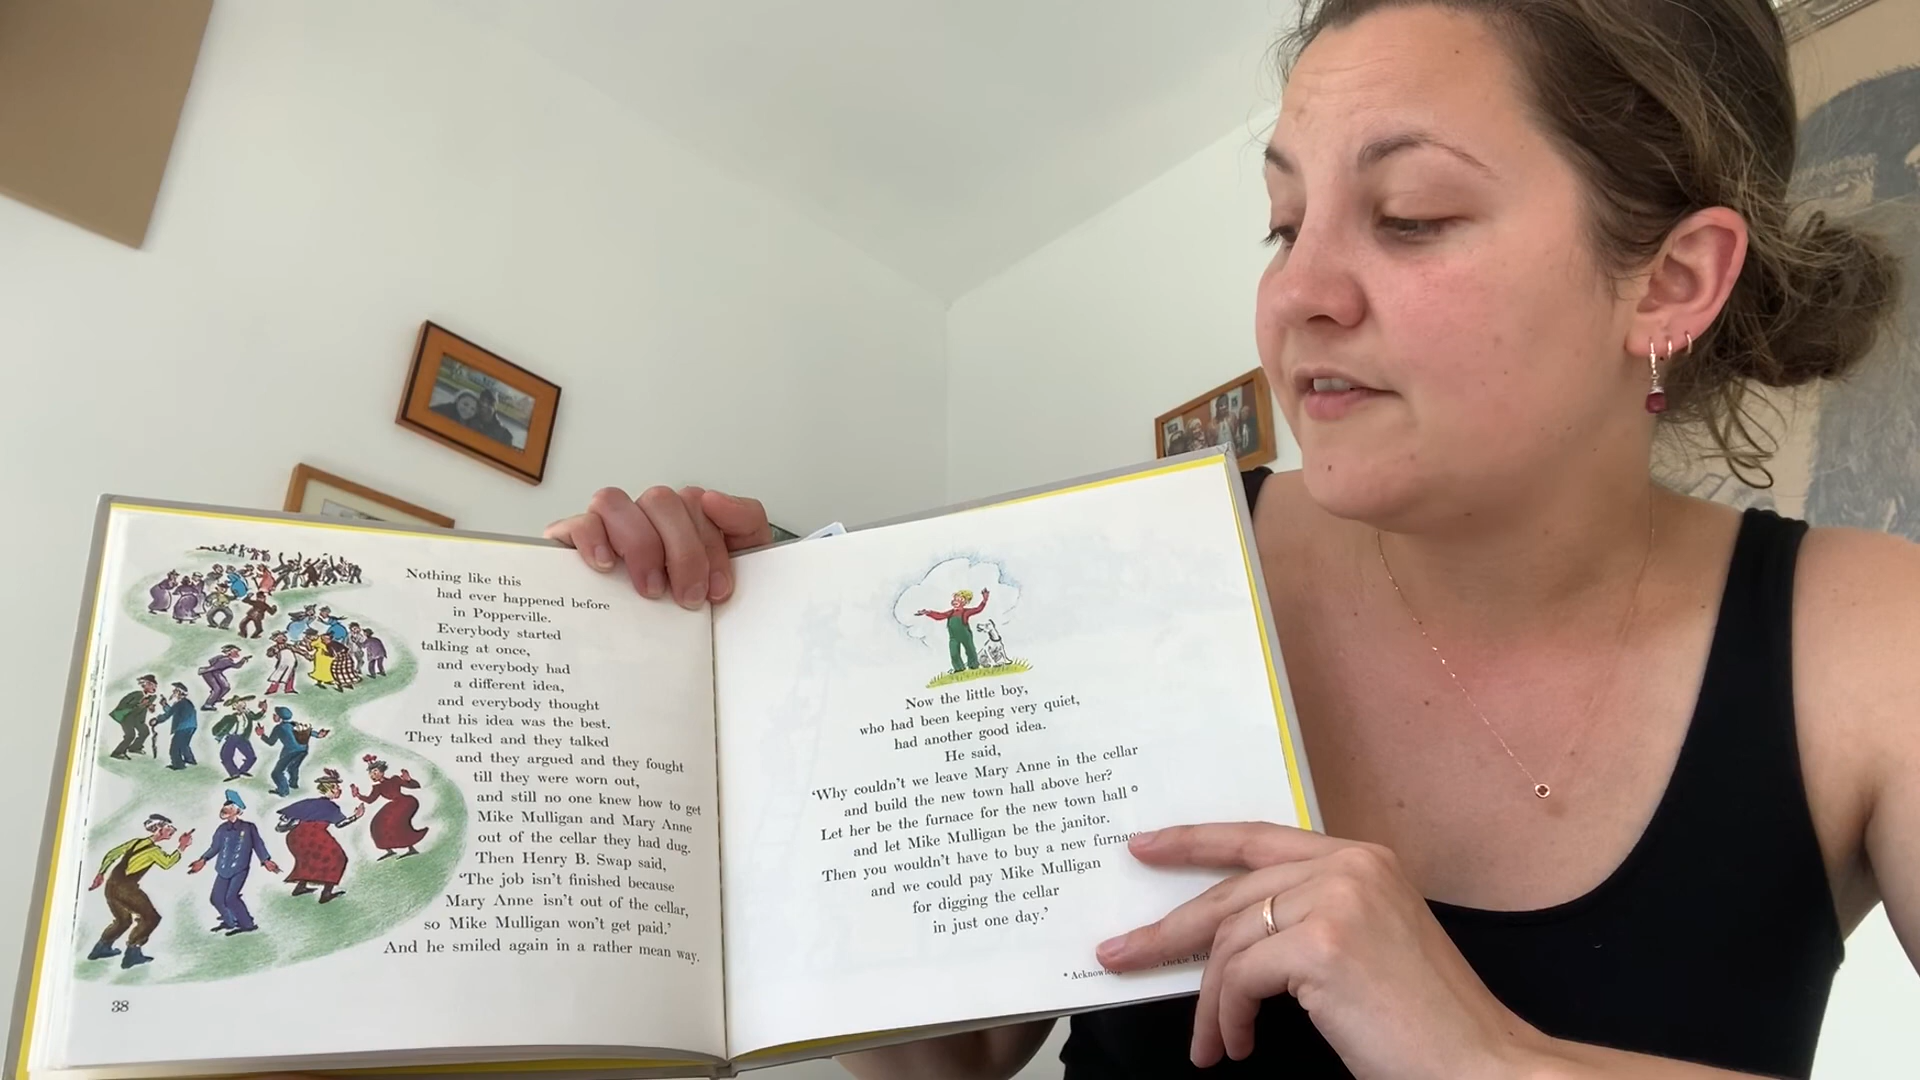 Nothing like this
had ever happened before
in Popperville.
Everybody started
talking at once,
and everybody had
a different idea,
and everybody thought
that his idea was the best.
They talked and they talked
and they argued and they fought
till they were worn out,
and still no one knew how to get
Mike Mulligan and Mary Anne
out of the cellar they had dug.
Then Henry B. Swap said,
‘The job isn’t finished because
Mary Anne isn’t out of the cellar,
so Mike Mulligan won’t get paid.’
And he smiled again in a rather mean way.
38
Now the little boy,
who had been keeping very quiet,
had another good idea.
He said,
‘Why couldn’t we leave Mary Anne in the cellar
and build the new town hall above her?
Let her be the furnace for the new town hall *
and let Mike Mulligan be the janitor.
Then you wouldn’t have to buy a new furnace
and we could pay Mike Mulligan
for digging the cellar
in just one day.’
* Dickie